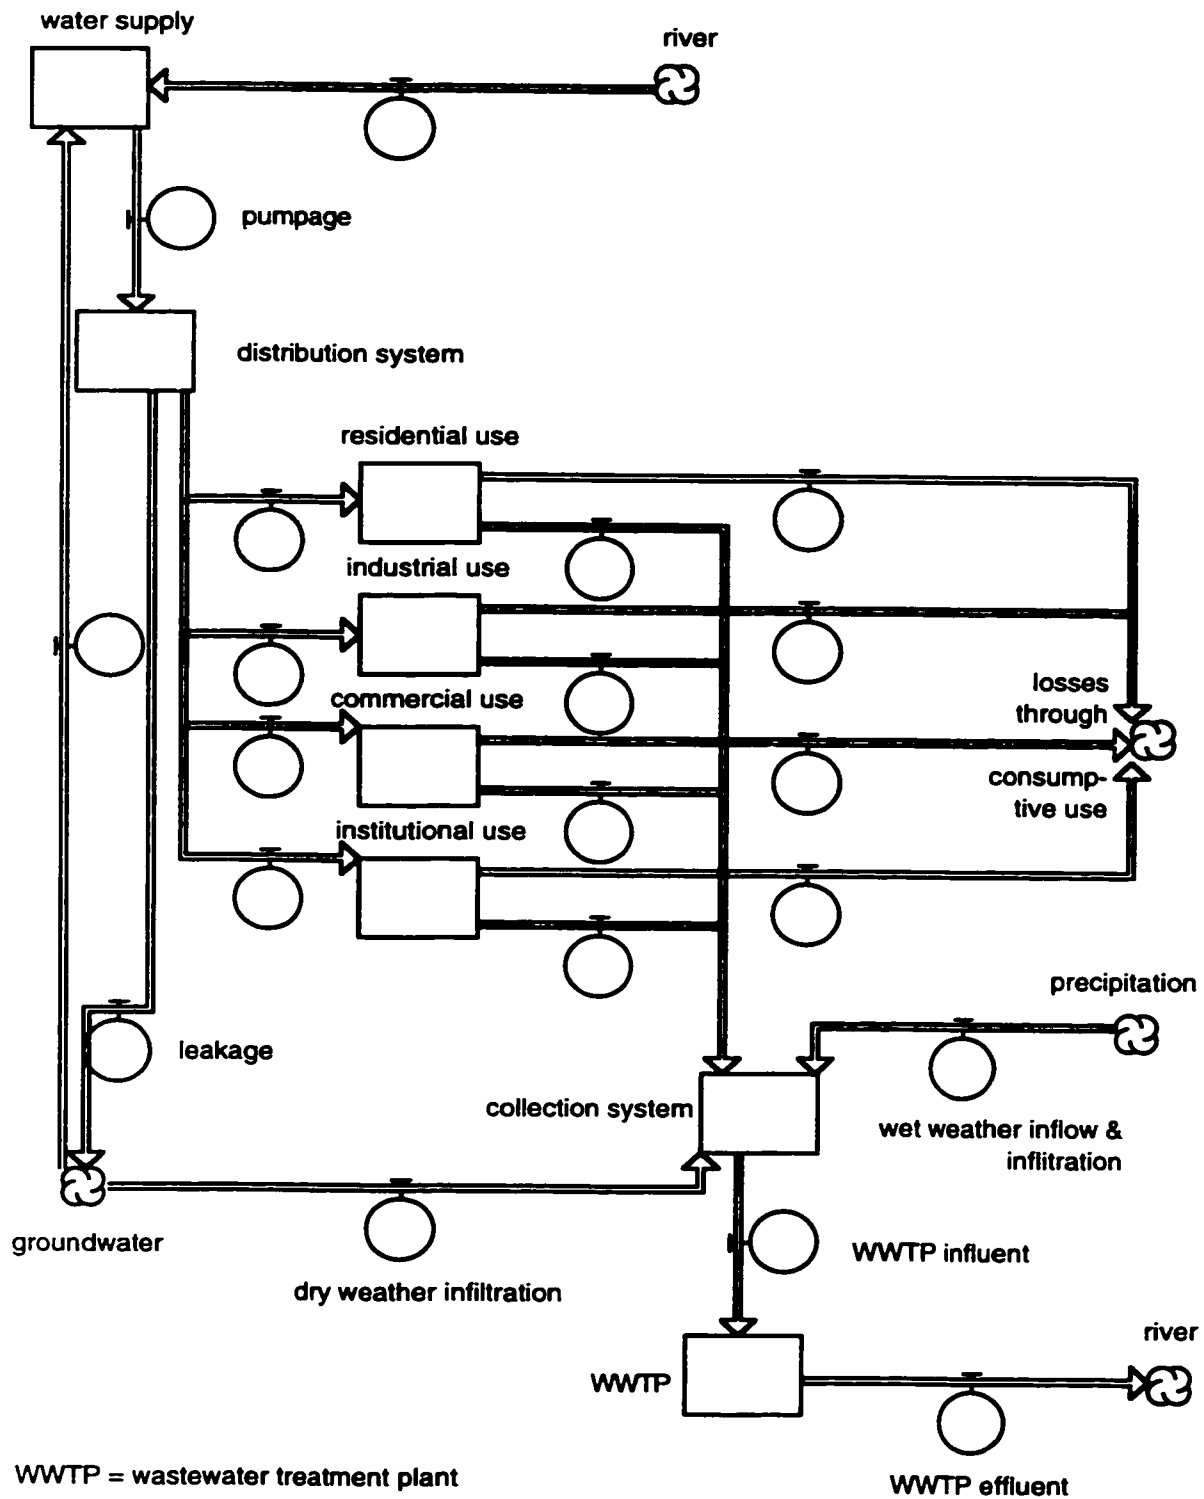 water supply
river
pumpage
distribution system
residential use
industrial use
losses
through
commercial use
consump-
tive use
institutional use
precipitation
leakage
collection system
wet weather inflow &
inflitration
groundwater
WWTP influent
dry weather infiltration
river
WWTP
WWTP = wastewater treatment plant
WWTP effluent